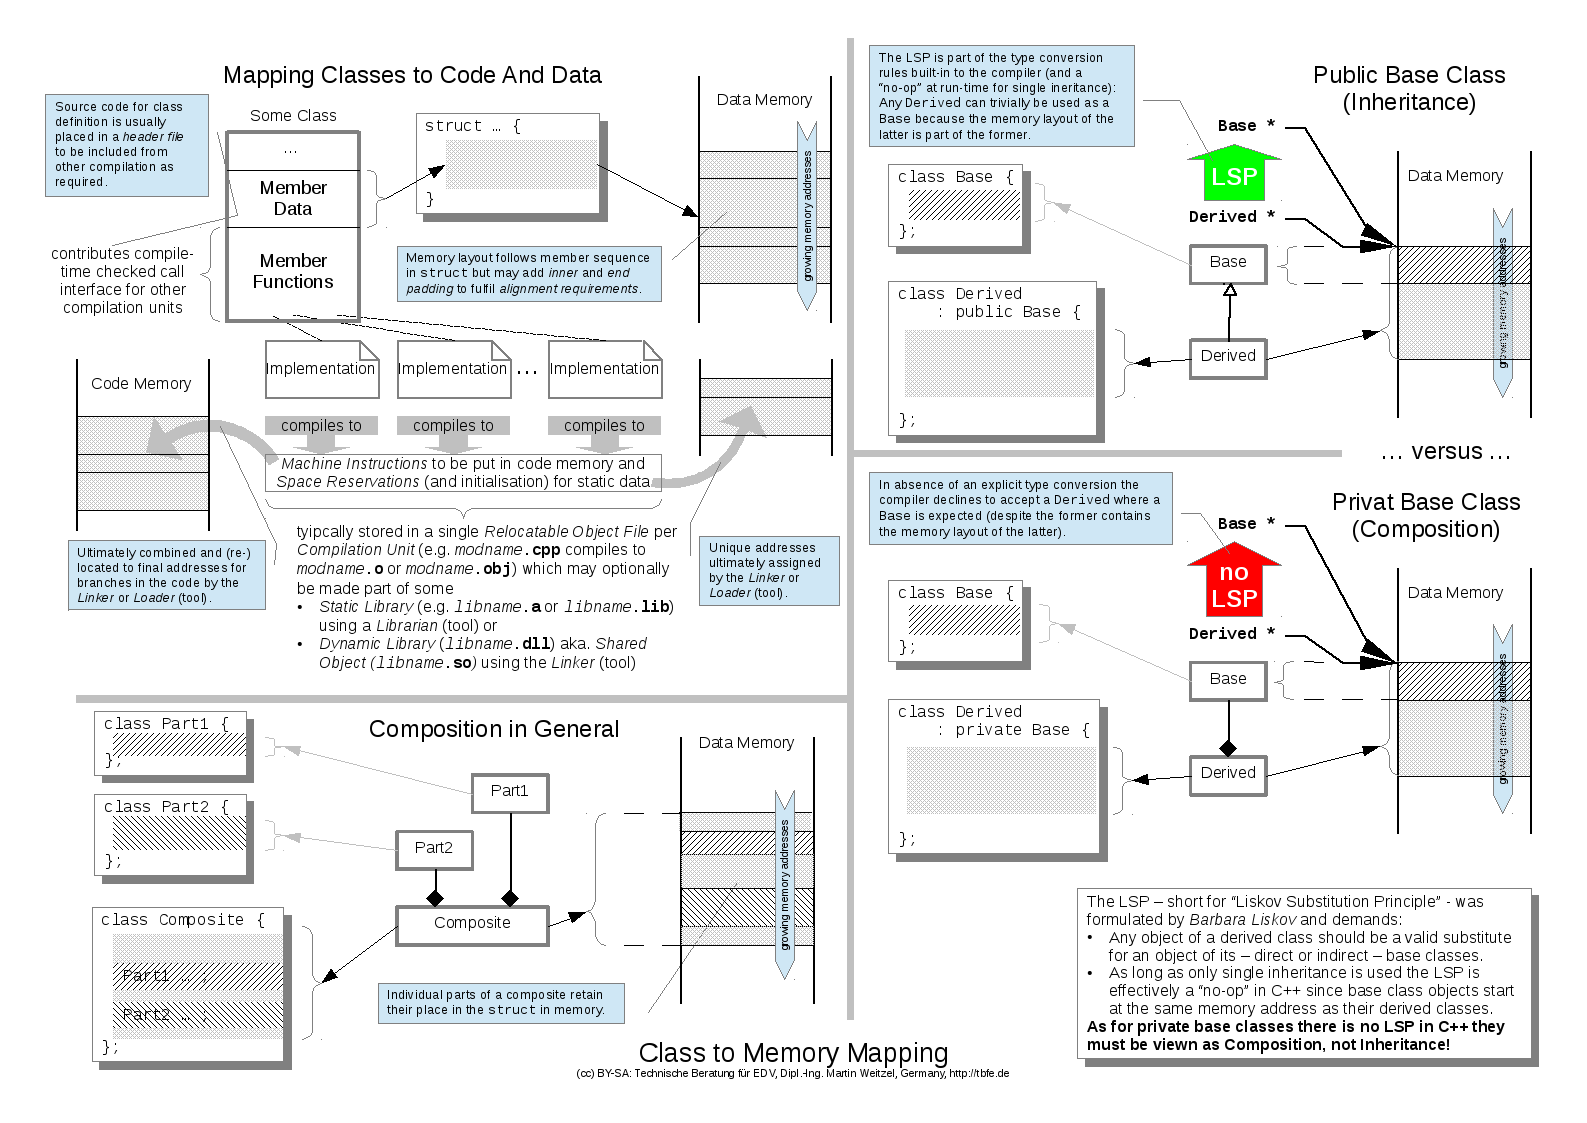 Mapping Classes to Code And Data
Source code for class
definition is usually
placed in a header file
to be included from
other compilation as
required.
Some Class
...
Member
Data
Member
Functions
contributes compile-
time checked call
interface for other
compilation units
struct … {
}
Memory layout follows member sequence
in struct but may add inner and end
padding to fulfil alignment requirements.
Data Memory
growing memory addresses
Implementation
Implementation
...
Implementation
compiles to
compiles to
compiles to
Code Memory
Machine Instructions to be put in code memory and
Space Reservations (and initialisation) for static data
Ultimately combined and (re-)
located to final addresses for
branches in the code by the
Linker or Loader (tool).
tyipcally stored in a single Relocatable Object File per
Compilation Unit (e.g. modname.cpp compiles to
modname.o or modname.obj) which may optionally
be made part of some
• Static Library (e.g. libname.a or libname.lib)
using a Librarian (tool) or
• Dynamic Library (libname.dll) aka. Shared
Object (libname.so) using the Linker (tool)
Unique addresses
ultimately assigned
by the Linker or
Loader (tool).
The LSP is part of the type conversion
rules built-in to the compiler (and a
“no-op” at run-time for single ineritance):
Any Derived can trivially be used as a
Base because the memory layout of the
latter is part of the former.
Public Base Class
(Inheritance)
Base *
LSP
Derived *
class Base {
};
Base
class Derived
: public Base {
};
Derived
Data Memory
growing memory addresses
... versus ...
In absence of an explicit type conversion the
compiler declines to accept a Derived where a
Base is expected (despite the former contains
the memory layout of the latter).
Privat Base Class
(Composition)
Base *
no
LSP
Derived *
class Base {
};
Base
class Derived
: private Base {
};
Derived
Data Memory
growing memory addresses
Composition in General
class Part1 {
};
class Part2 {
};
class Composite {
Part1 … ;
Part2 … ;
};
Part1
Part2
Composite
Data Memory
growing memory addresses
Individual parts of a composite retain
their place in the struct in memory.
The LSP – short for “Liskov Substitution Principle” - was
formulated by Barbara Liskov and demands:
• Any object of a derived class should be a valid substitute
for an object of its – direct or indirect – base classes.
• As long as only single inheritance is used the LSP is
effectively a “no-op” in C++ since base class objects start
at the same memory address as their derived classes.
As for private base classes there is no LSP in C++ they
must be viewn as Composition, not Inheritance!
Class to Memory Mapping
(cc) BY-SA: Technische Beratung für EDV, Dipl.-Ing. Martin Weitzel, Germany, http://tbfe.de